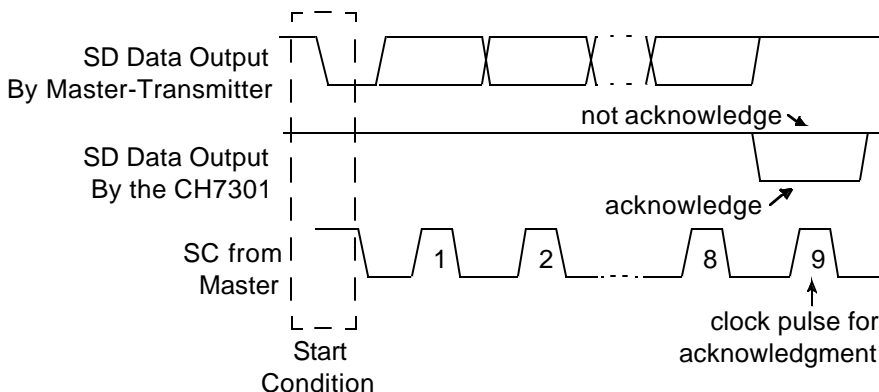 SD Data Output
By Master-Transmitter
not acknowledge
SD Data Output
By the CH7301
acknowledge
SC from
Master
1
2
8
9
clock pulse for
acknowledgment
Start
Condition